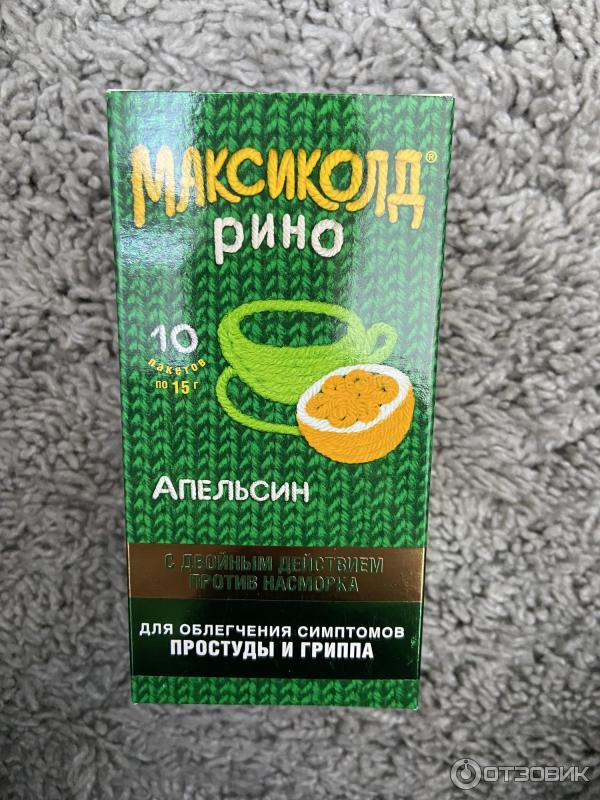 МАКСИКОЛД®
РИНО
10
пакетов
по 15 г
АПЕЛЬСИН
С ДВОЙНЫМ ДЕЙСТВИЕМ
ПРОТИВ НАСМОРКА
ДЛЯ ОБЛЕГЧЕНИЯ СИМПТОМОВ
ПРОСТУДЫ И ГРИППА
ОТЗОВИК